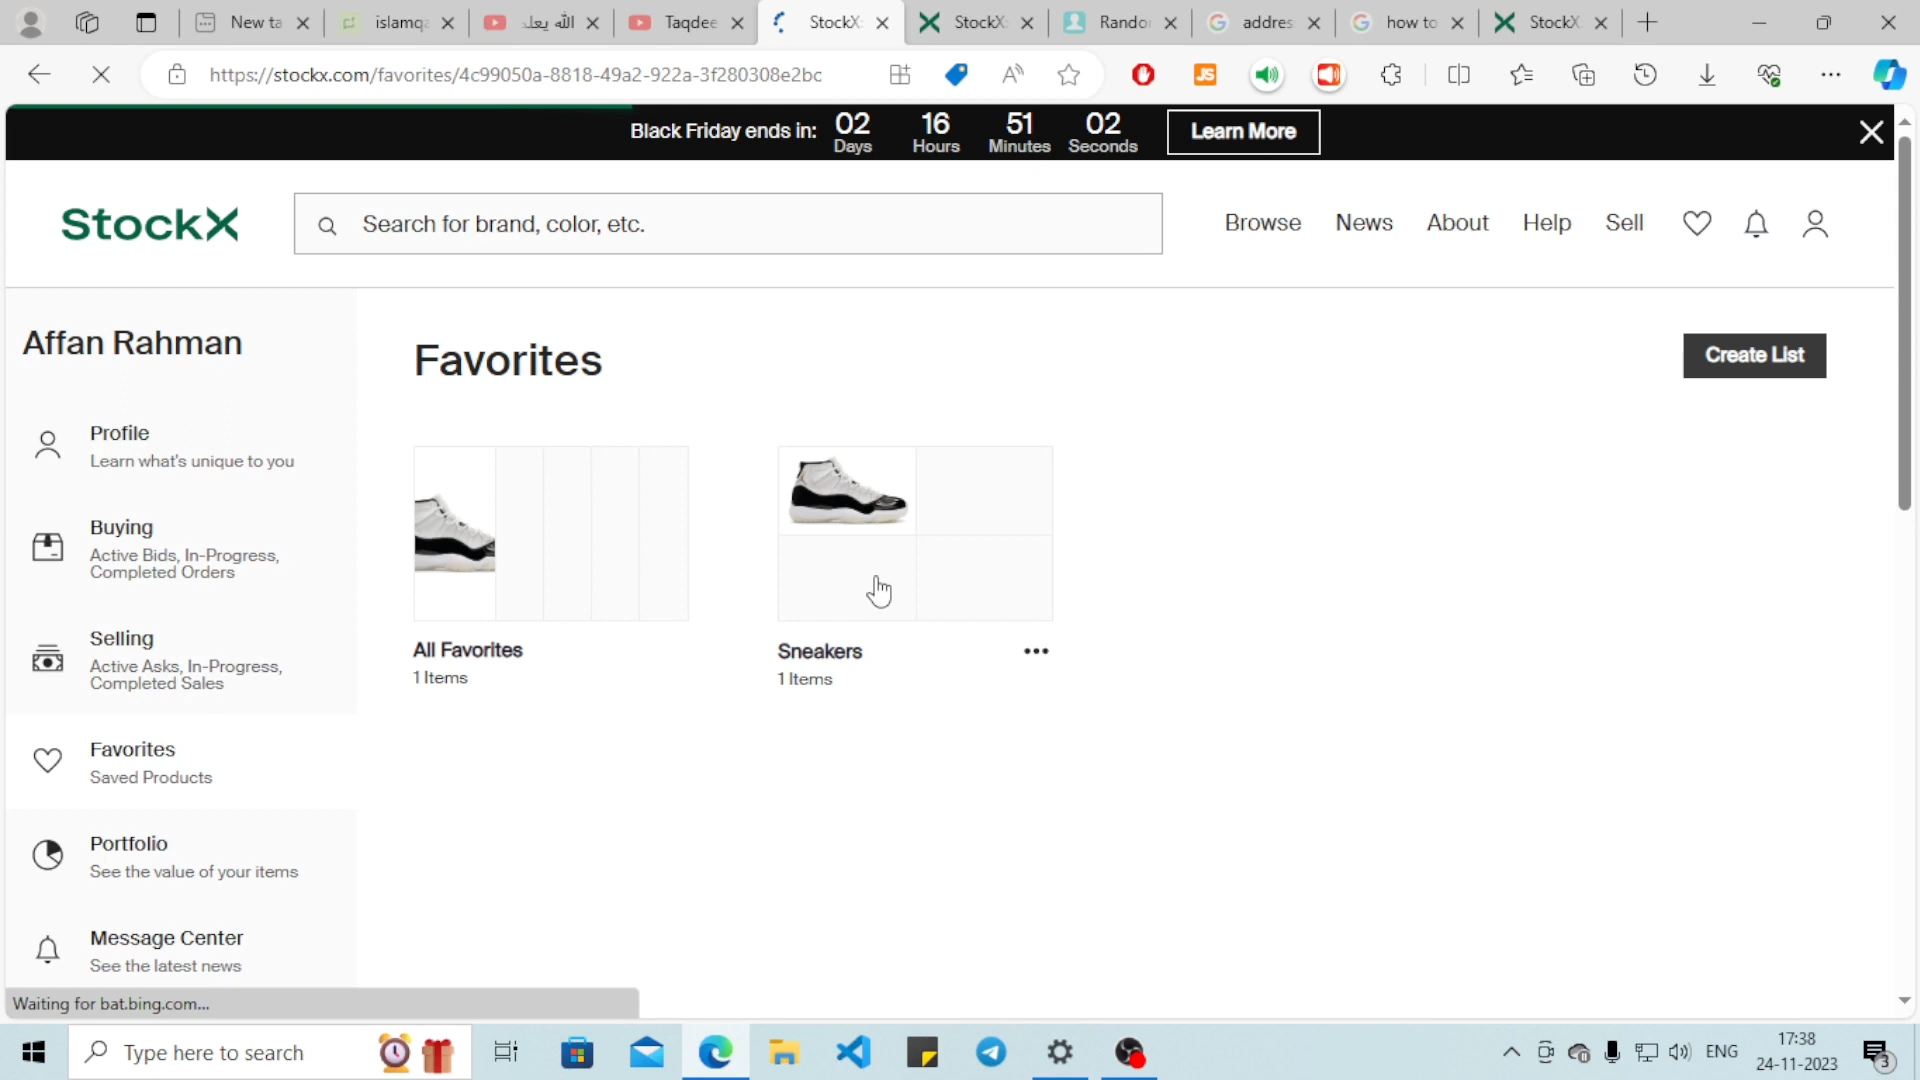 New ta
islamqa
الله يعلـ
Taqdee
StockX:
StockX:
Rando
addres
how to
StockX
https://stockx.com/favorites/4c99050a-8818-49a2-922a-3f280308e2bc
JS
Black Friday ends in:
02
Days
16
Hours
51
Minutes
02
Seconds
Learn More
StockX
Search for brand, color, etc.
Browse
News
About
Help
Sell
Affan Rahman
Favorites
Create List
Profile
Learn what's unique to you
Buying
Active Bids, In-Progress,
Completed Orders
Selling
Active Asks, In-Progress,
Completed Sales
Favorites
Saved Products
Portfolio
See the value of your items
Message Center
See the latest news
All Favorites
1 Items
Sneakers
1 Items
Waiting for bat.bing.com...
Type here to search
ENG
17:38
24-11-2023
3